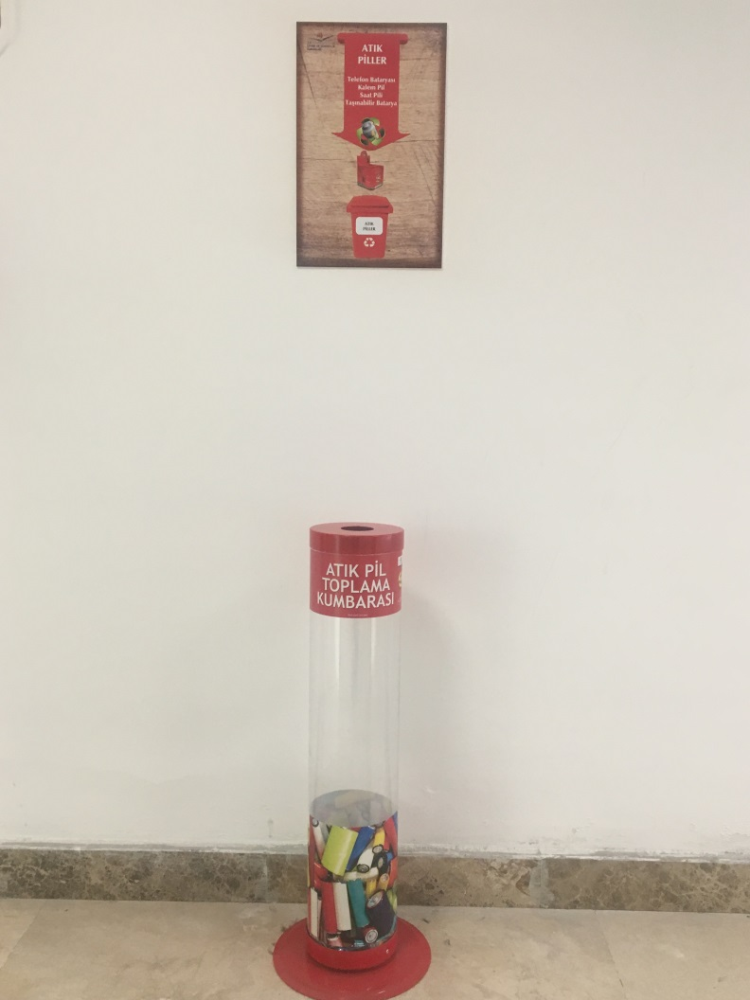 ATIK
PİLLER
Telefon Bataryası
Kalem Pil
Saat Pili
Taşınabilir Batarya
ATIK
PİLLER
ATIK PİL
TOPLAMA
KUMBARASI